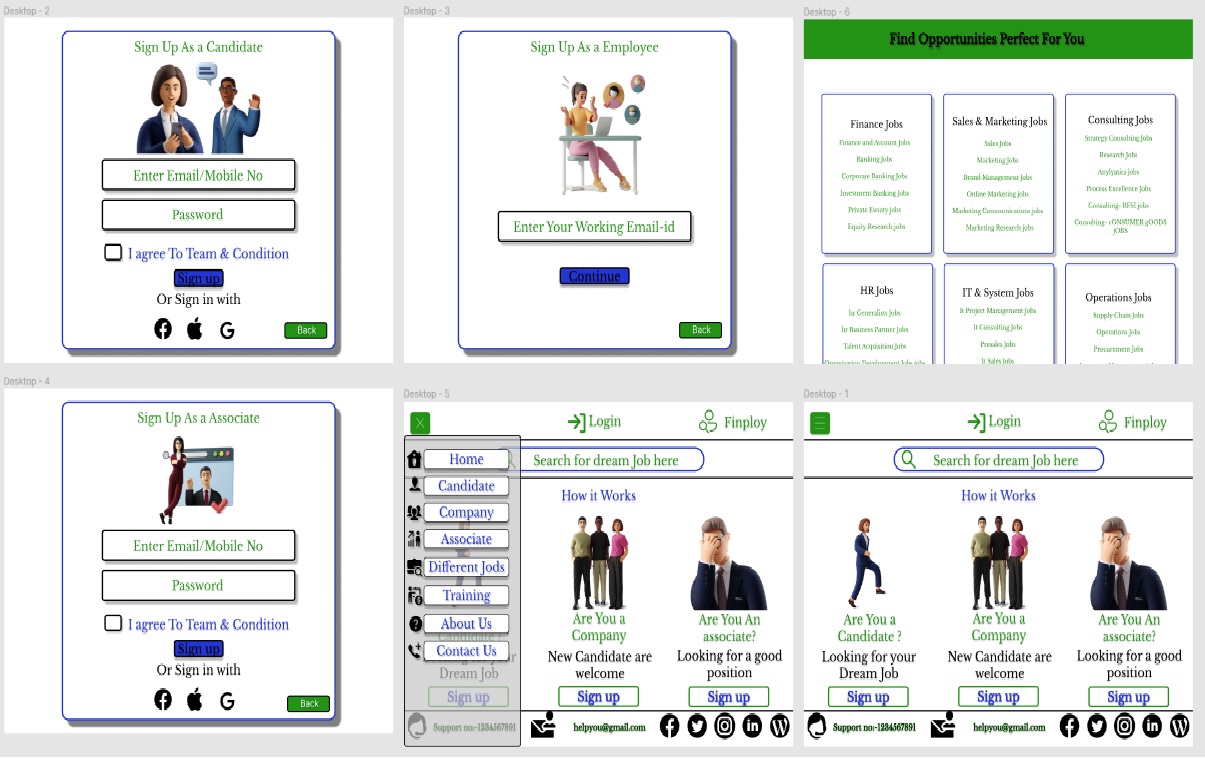 Desktop - 2
Sign Up As a Candidate
Enter Email/Mobile No
Password
I agree To Team & Condition
Sign up
Or Sign in with
G
Back
Desktop - 3
Sign Up As a Employee
Enter Your Working Email-id
Continue
Back
Desktop - 6
Find Opportunities Perfect For You
Finance Jobs
Finance and Account Jobs
Banking Jobs
Corporate Banking Jobs
Investment Banking Jobs
Private Ewuity Jobs
Equity Research jobs
Sales & Marketing Jobs
Sales Jobs
Marketing Jobs
Brand Management Jobs
Online Marketing jobs
Marketing Communications jobs
Marketing Research jobs
Consulting Jobs
Strategy Consulting Jobs
Research Jobs
Process Excellence Jobs
Consulting- BFSI jobs
Consulting- cONSUMER gOODS
jOBS
HR Jobs
hr Generalists Jobs
hr Business Partner Jobs
Talent Acquisition Jobs
IT & System Jobs
It Project Management Jobs
It Consulting Jobs
Presales Jobs
It Sales Jobs
Operations Jobs
Supply Chain Jobs
Operations Jobs
Procurement Jobs
Desktop - 4
Sign Up As a Associate
Enter Email/Mobile No
Password
I agree To Team & Condition
Sign up
Or Sign in with
G
Back
Desktop - 5
X
Login
Finploy
Search for dream Job here
Home
Candidate
Company
Associate
Different Jods
Training
About Us
Contact Us
How it Works
Candidate ?
Looking for your
Dream Job
Sign up
Are You a
Company
New Candidate are
welcome
Sign up
Are You An
associate?
Looking for a good
position
Sign up
Support no:-1234567891
helpyou@gmail.com
Desktop - 1
Login
Finploy
Search for dream Job here
How it Works
Are You a
Candidate ?
Looking for your
Dream Job
Sign up
Are You a
Company
New Candidate are
welcome
Sign up
Are You An
associate?
Looking for a good
position
Sign up
Support no:-1234567891
helpyou@gmail.com